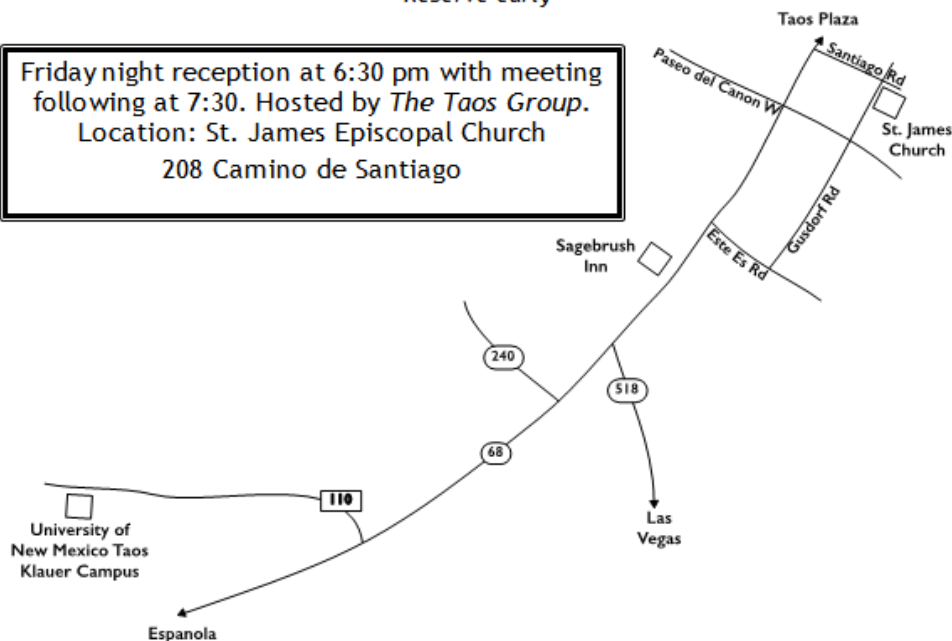 Reserve early
Taos Plaza
Friday night reception at 6:30 pm with meeting
following at 7:30. Hosted by The Taos Group.
Location: St. James Episcopal Church
208 Camino de Santiago
Paseo del Canon W
Santiago Rd
St. James
Church
Gusdorf Rd
Este Es Rd
Sagebrush
Inn
240
518
68
110
University of
New Mexico Taos
Klauer Campus
Las
Vegas
Espanola